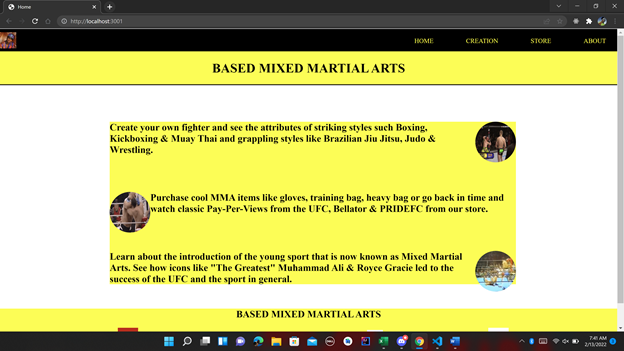 Home
http://localhost:3001
HOME CREATION STORE ABOUT
BASED MIXED MARTIAL ARTS
Create your own fighter and see the attributes of striking styles such Boxing,
Kickboxing & Muay Thai and grappling styles like Brazilian Jiu Jitsu, Judo &
Wrestling.
Purchase cool MMA items like gloves, training bag, heavy bag or go back in time and
watch classic Pay-Per-Views from the UFC, Bellator & PRIDEFC from our store.
Learn about the introduction of the young sport that is now known as Mixed Martial
Arts. See how icons like "The Greatest" Muhammad Ali & Royce Gracie led to the
success of the UFC and the sport in general.
BASED MIXED MARTIAL ARTS
7:41 AM
2/13/2022